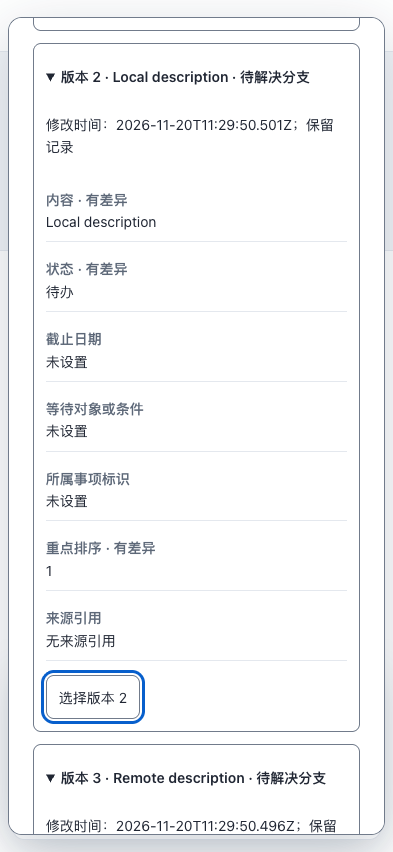 ▼ 版本 2 · Local description · 待解决分支
修改时间：2026-11-20T11:29:50.501Z；保留
记录
内容 · 有差异
Local description
状态 · 有差异
待办
截止日期
未设置
等待对象或条件
未设置
所属事项标识
未设置
重点排序 · 有差异
1
来源引用
无来源引用
选择版本 2
▼ 版本 3 · Remote description · 待解决分支
修改时间：2026-11-20T11:29:50.496Z；保留